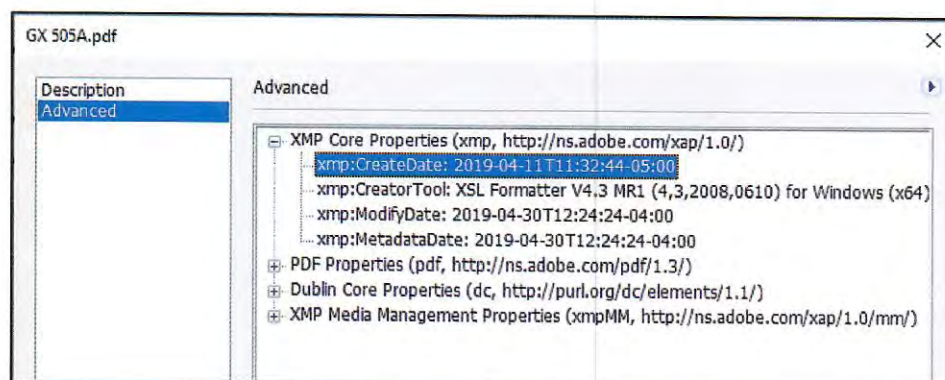 GX 505A.pdf
Description
Advanced
Advanced
XMP Core Properties (xmp, http://ns.adobe.com/xap/1.0/)
xmp:CreateDate: 2019-04-11T11:32:44-05:00
xmp:CreatorTool: XSL Formatter V4.3 MR1 (4,3,2008,0610) for Windows (x64)
xmp:ModifyDate: 2019-04-30T12:24:24-04:00
xmp:MetadataDate: 2019-04-30T12:24:24-04:00
PDF Properties (pdf, http://ns.adobe.com/pdf/1.3/)
Dublin Core Properties (dc, http://purl.org/dc/elements/1.1/)
XMP Media Management Properties (xmpMM, http://ns.adobe.com/xap/1.0/mm/)